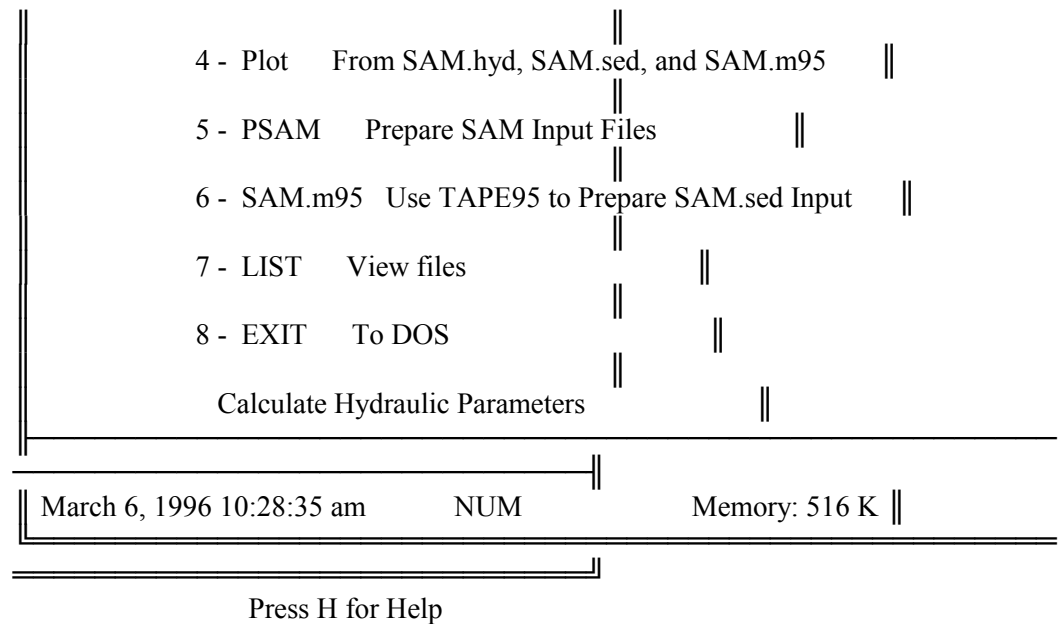 4 - Plot From SAM.hyd, SAM.sed, and SAM.m95
5 - PSAM Prepare SAM Input Files
6 - SAM.m95 Use TAPE95 to Prepare SAM.sed Input
7 - LIST View files
8 - EXIT To DOS
Calculate Hydraulic Parameters
March 6, 1996 10:28:35 am NUM Memory: 516 K
Press H for Help